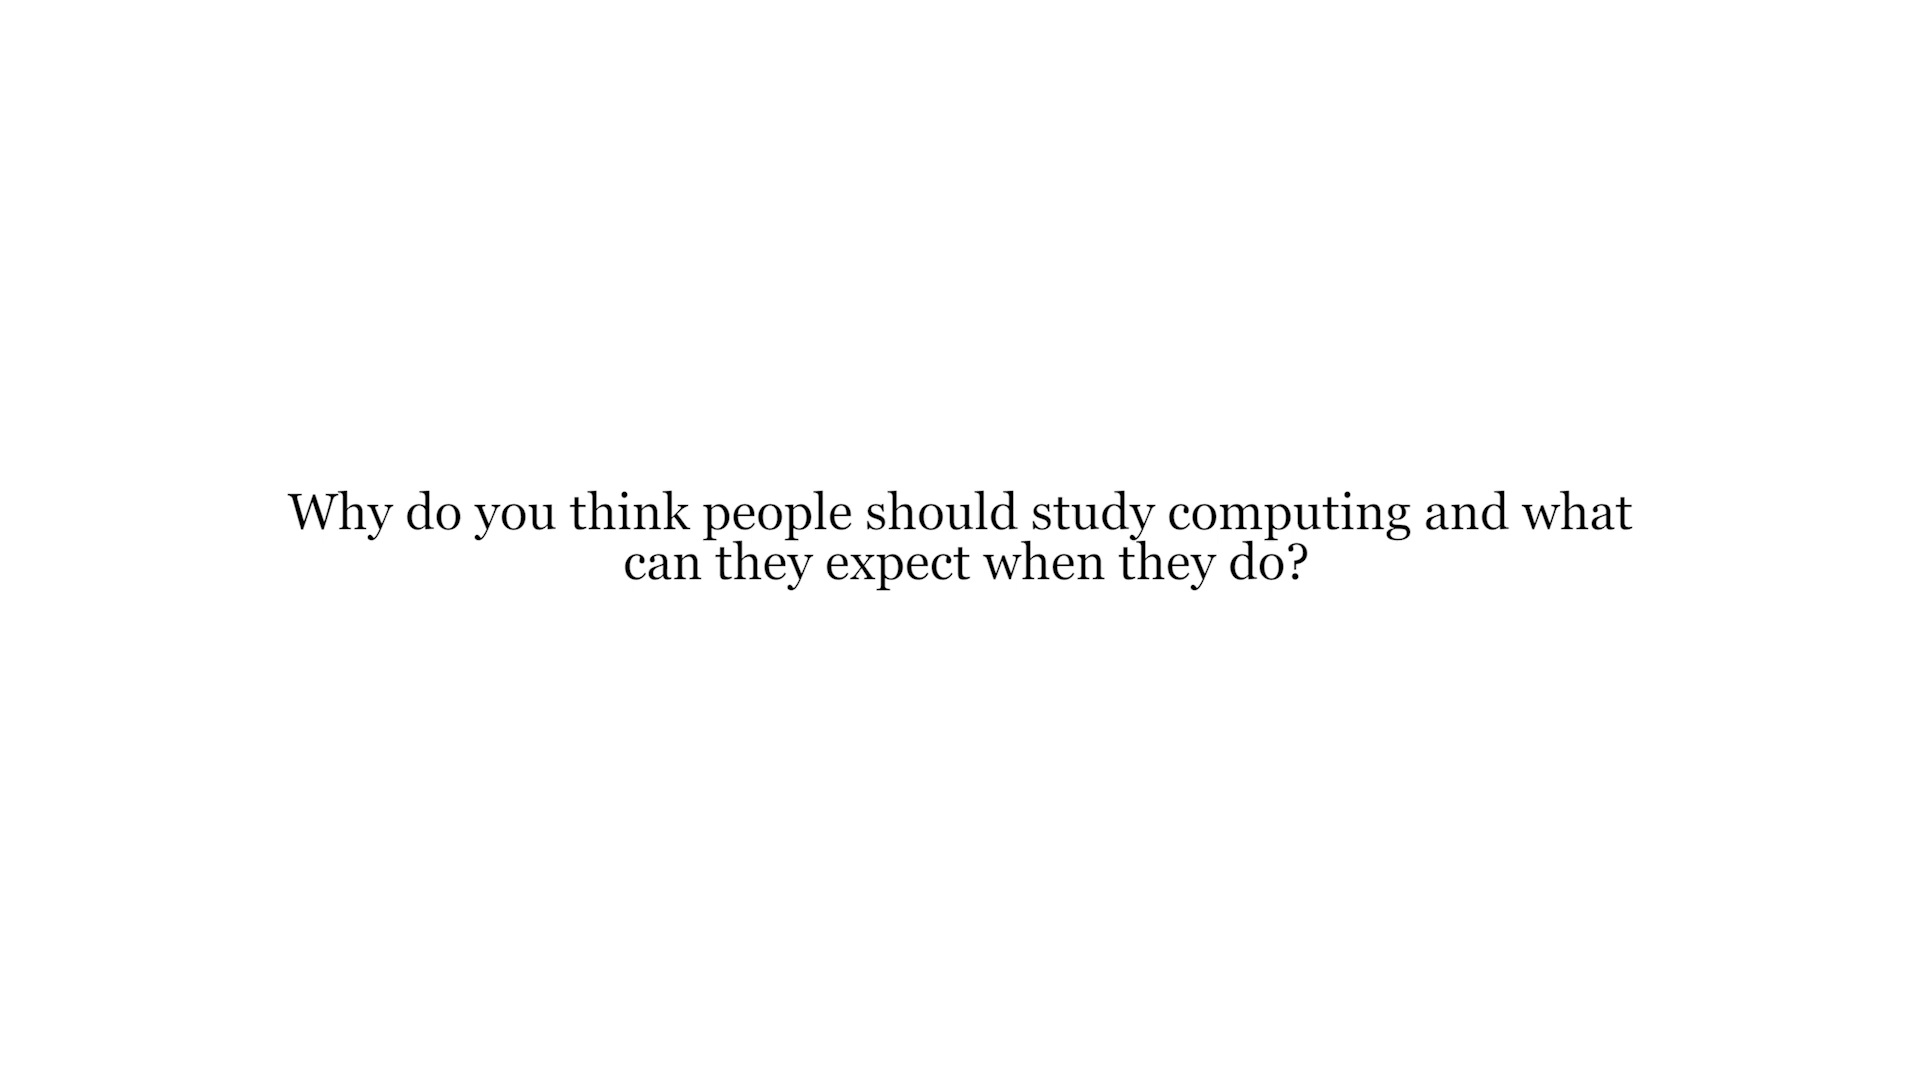 Why do you think people should study computing and what
can they expect when they do?